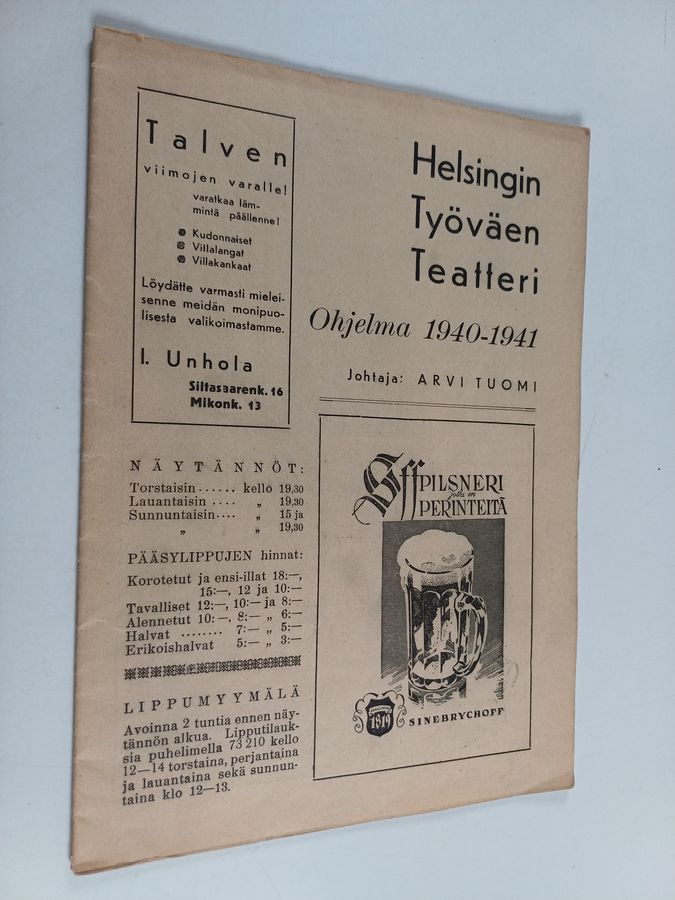 Talven
viimojen varalle!
varatkaa läm-
mintä päällenne!
Kudonnaiset
Villalangat
Villakankaat
Löydätte varmasti mielei-
senne meidän monipuo-
lisesta valikoimastamme.
I. Unhola
Siltasaarenk. 16
Mikonk. 13
Helsingin
Työväen
Teatteri
Ohjelma 1940-1941
Johtaja: ARVI TUOMI
NÄYTÄNNÖT:
Torstaisin ...... kello 19,30
Lauantaisin .... „ 19,30
Sunnuntaisin .... „ 15 ja
„ „ 19,30
PÄÄSYLIPPUJEN hinnat:
Korotetut ja ensi-illat 18:—,
15:—, 12 ja 10:—
Tavalliset 12:—, 10:— ja 8:—
Alennetut 10:—, 8:— „ 6:—
Halvat ........ 7:— „ 5:—
Erikoishalvat 5:— „ 3:—
LIPPUMYYMÄLÄ
Avoinna 2 tuntia ennen näy-
tännön alkua. Lipputilauk-
sia puhelimella 73 210 kello
12—14 torstaina, perjantaina
ja lauantaina sekä sunnun-
taina klo 12—13.
Sff PILSNERI
jolla on
PERINTEITÄ
1819
SINEBRYCHOFF